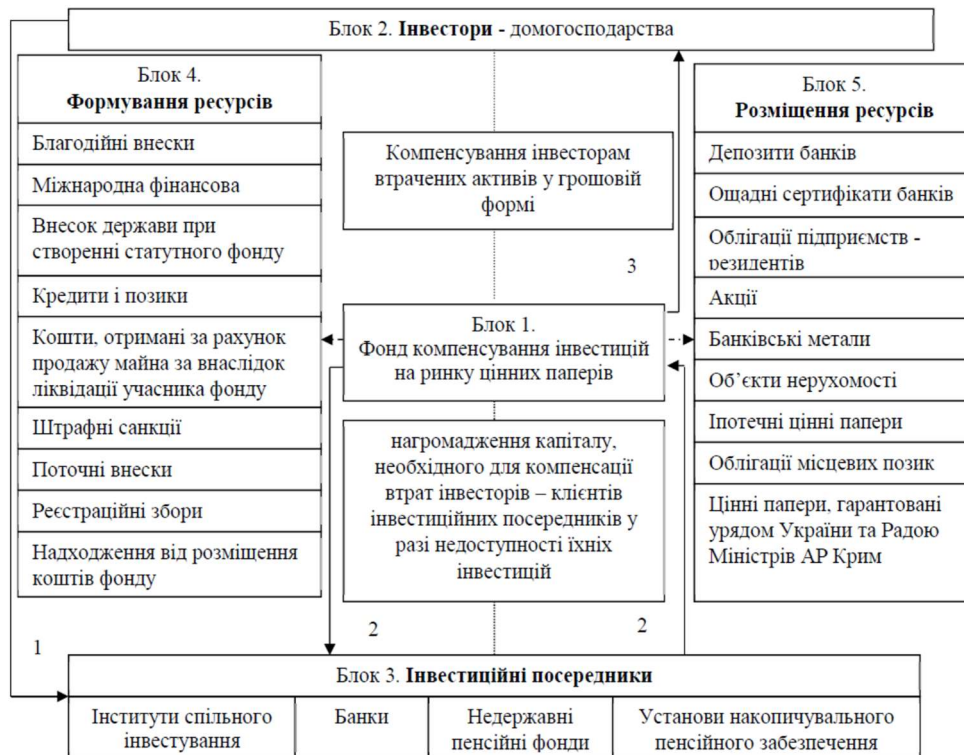 Блок 2. Інвестори - домогосподарства
Блок 4.
Формування ресурсів
Благодійні внески
Міжнародна фінансова
Внесок держави при
створенні статутного фонду
Кредити і позики
Кошти, отримані за рахунок
продажу майна за внаслідок
ліквідації учасника фонду
Штрафні санкції
Поточні внески
Реєстраційні збори
Надходження від розміщення
коштів фонду
Компенсування інвесторам
втрачених активів у грошовій
формі
3
Блок 1.
Фонд компенсування інвестицій
на ринку цінних паперів
нагромадження капіталу,
необхідного для компенсації
втрат інвесторів – клієнтів
інвестиційних посередників у
разі недоступності їхніх
інвестицій
Блок 5.
Розміщення ресурсів
Депозити банків
Ощадні сертифікати банків
Облігації підприємств -
резидентів
Акції
Банківські метали
Об’єкти нерухомості
Іпотечні цінні папери
Облігації місцевих позик
Цінні папери, гарантовані
урядом України та Радою
Міністрів АР Крим
1
2
2
Блок 3. Інвестиційні посередники
Інститути спільного
інвестування
Банки
Недержавні
пенсійні фонди
Установи накопичувального
пенсійного забезпечення